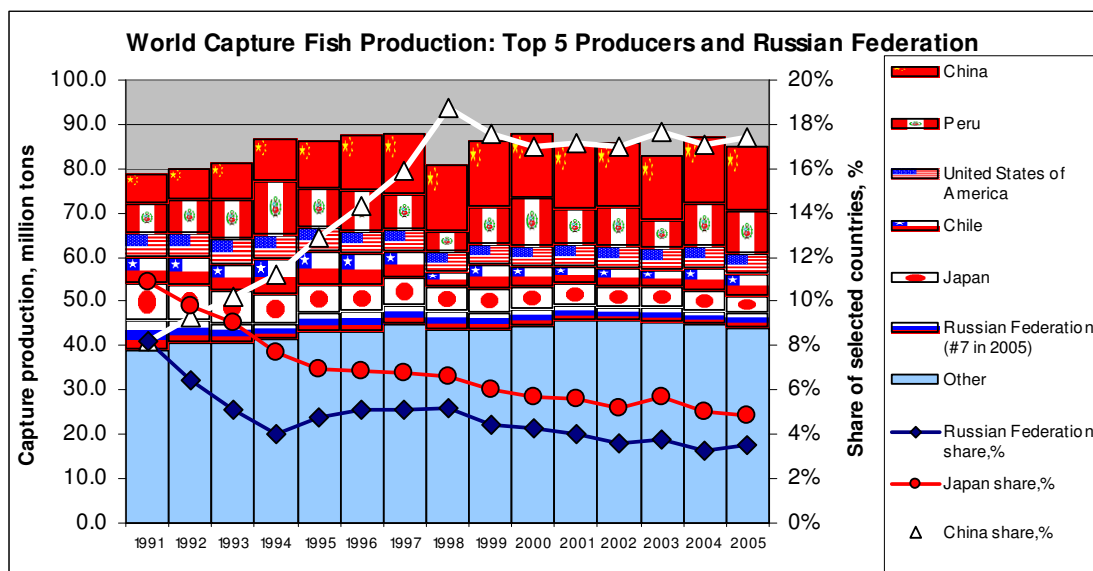 World Capture Fish Production: Top 5 Producers and Russian Federation
Capture production, million tons
100.0
90.0
80.0
70.0
60.0
50.0
40.0
30.0
20.0
10.0
0.0
20%
18%
16%
14%
12%
10%
8%
6%
4%
2%
0%
Share of selected countries, %
1991 1992 1993 1994 1995 1996 1997 1998 1999 2000 2001 2002 2003 2004 2005
China
Peru
United States of
America
Chile
Japan
Russian Federation
(#7 in 2005)
Other
Russian Federation
share,%
Japan share,%
China share,%